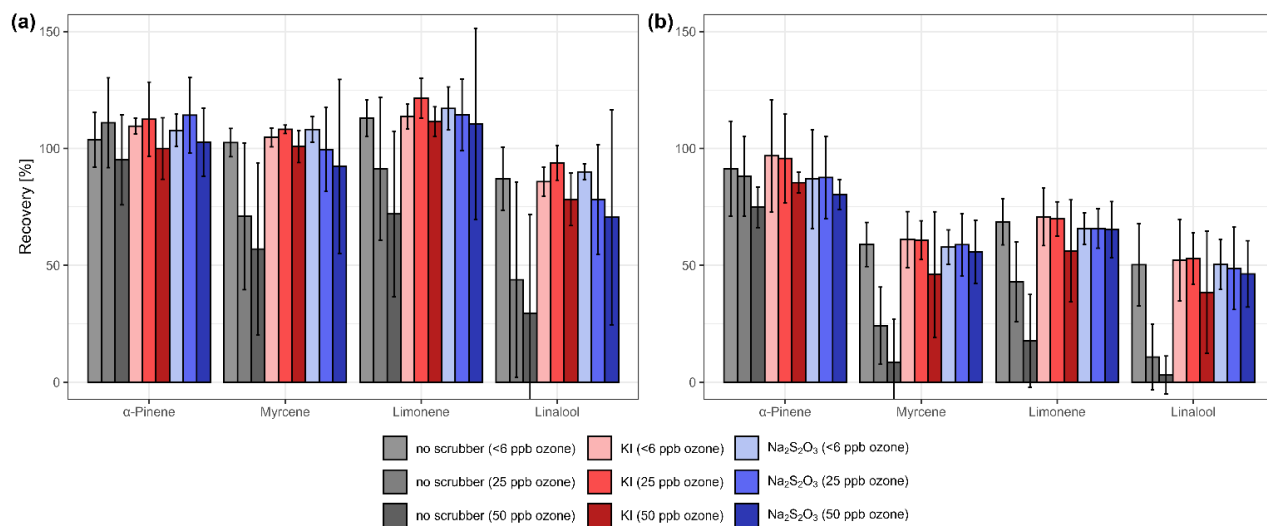 (a)
(b)
Recovery [%]
150
100
50
0
150
100
50
0
α-Pinene Myrcene Limonene Linalool
α-Pinene Myrcene Limonene Linalool
no scrubber (<6 ppb ozone) KI (<6 ppb ozone) Na₂S₂O₃ (<6 ppb ozone)
no scrubber (25 ppb ozone) KI (25 ppb ozone) Na₂S₂O₃ (25 ppb ozone)
no scrubber (50 ppb ozone) KI (50 ppb ozone) Na₂S₂O₃ (50 ppb ozone)